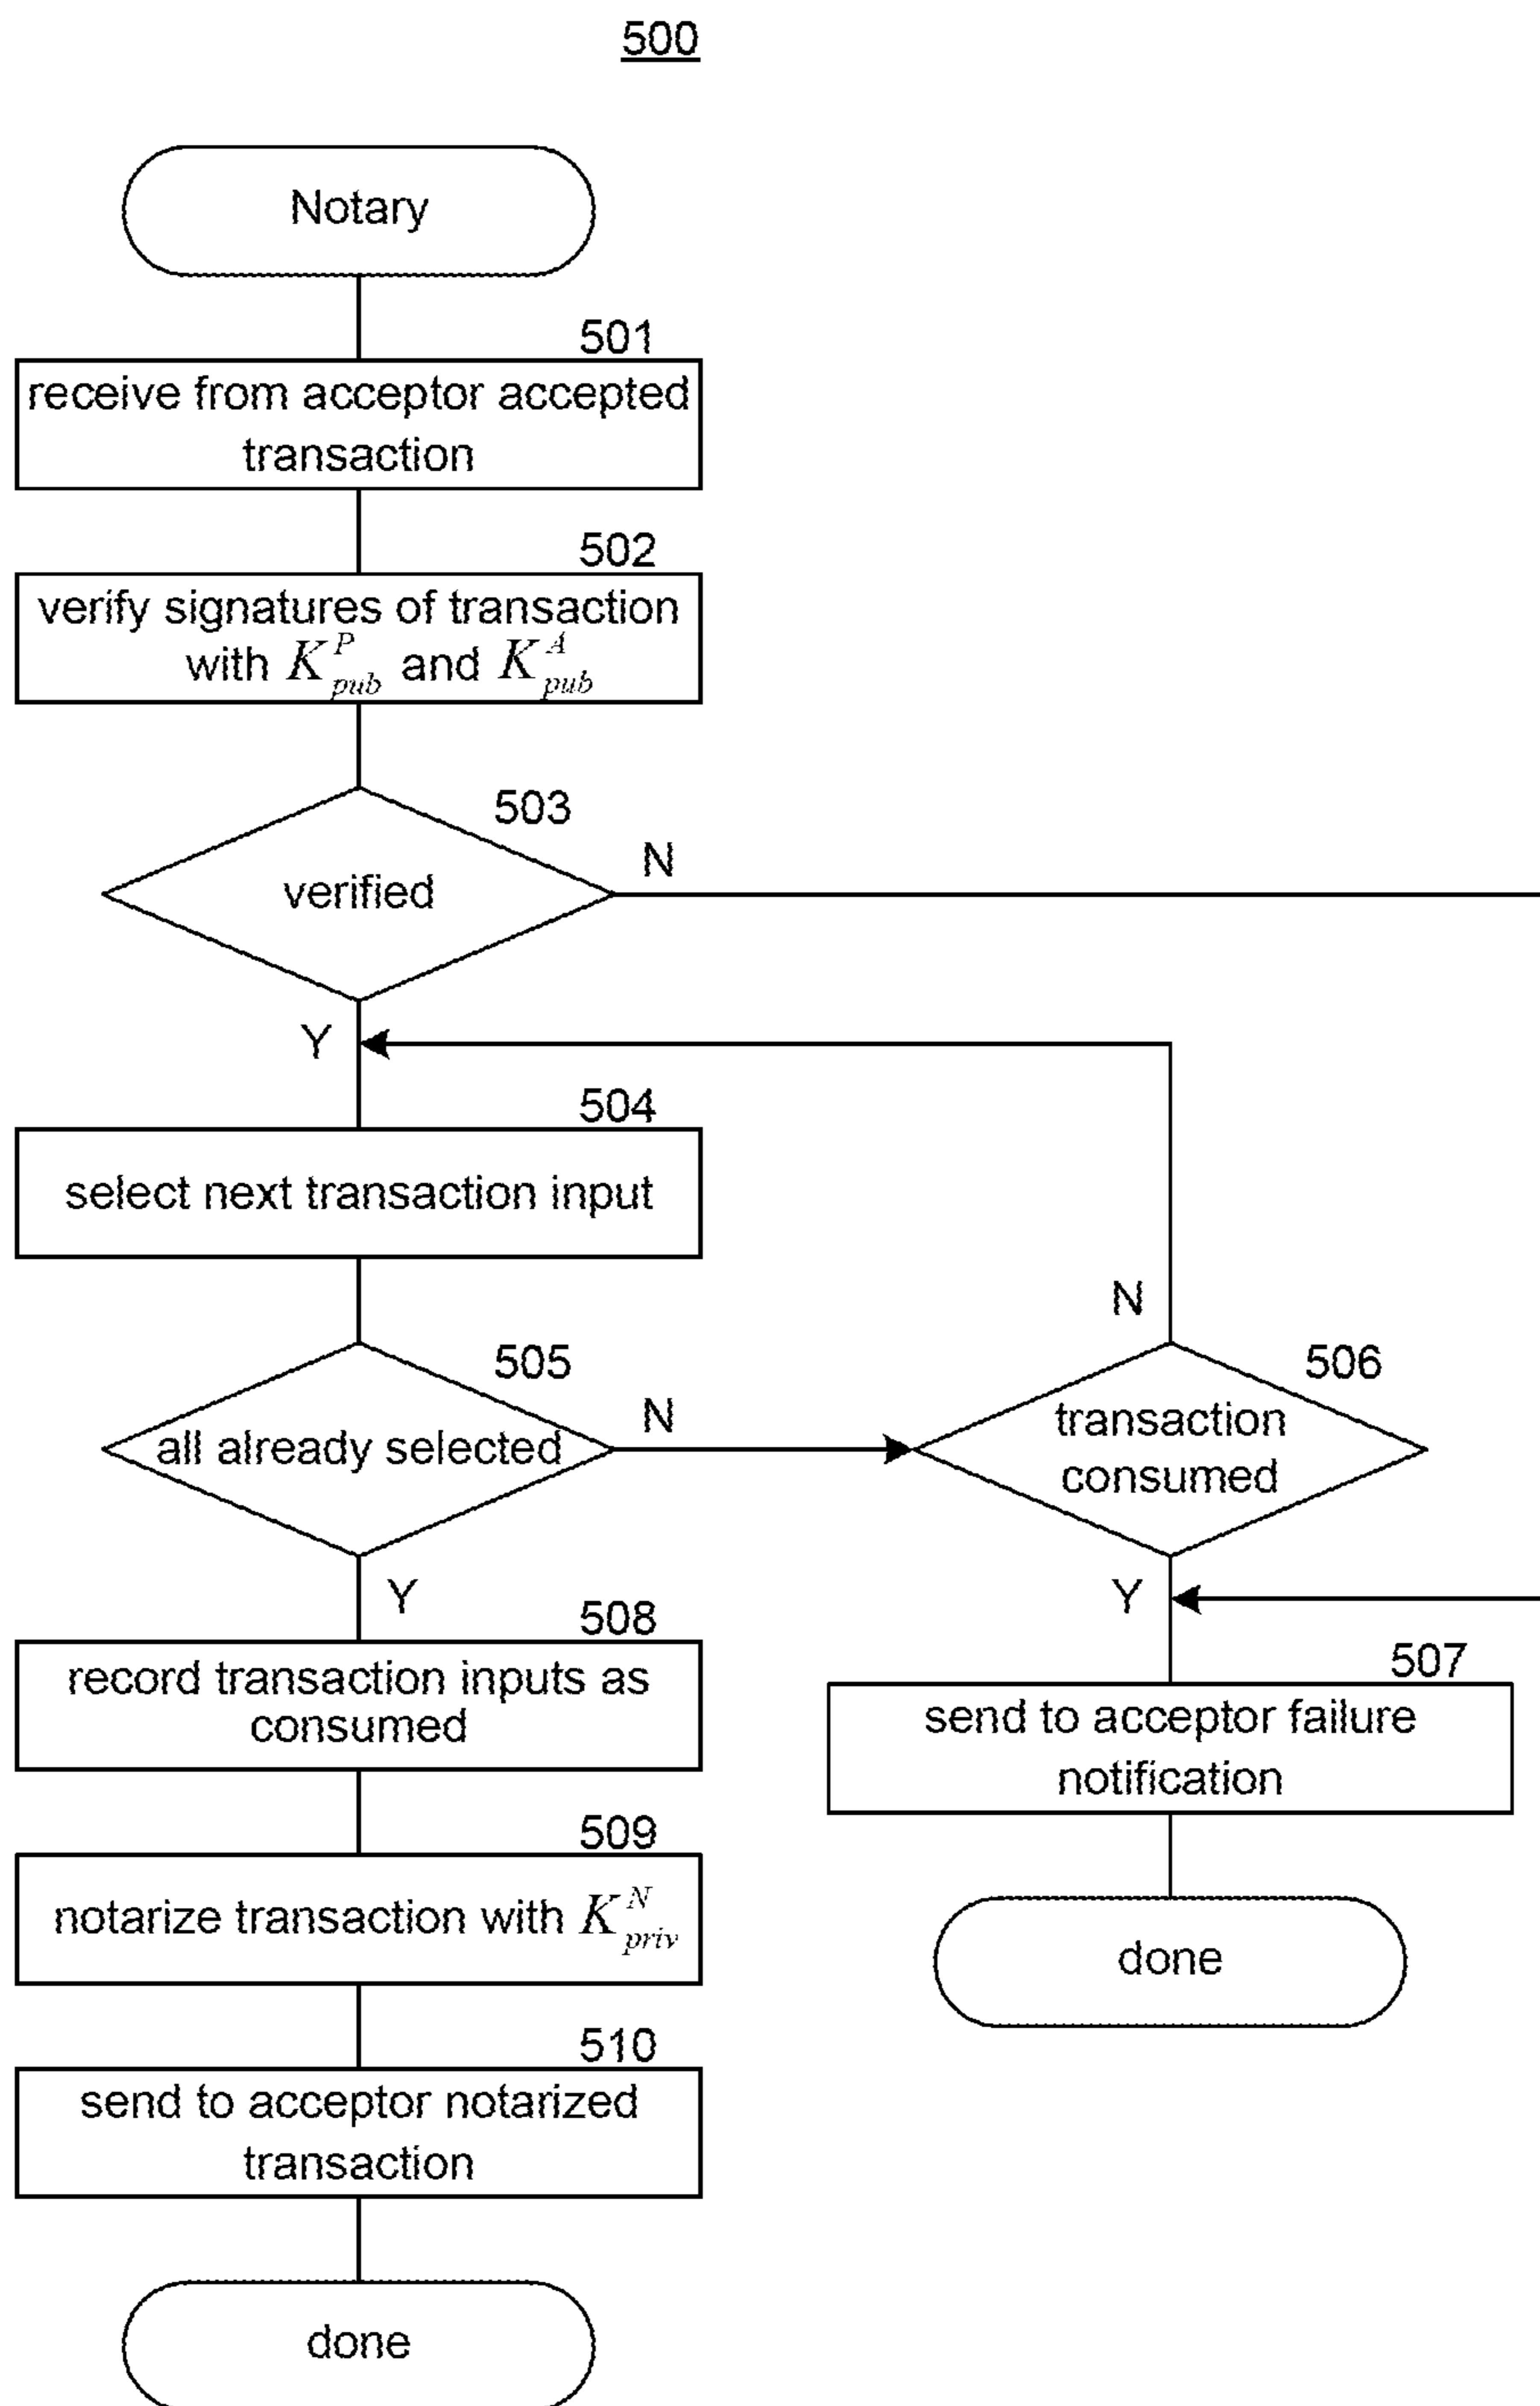 500
Notary
501
receive from acceptor accepted
transaction
502
verify signatures of transaction
with K^P_pub and K^A_pub
503
verified
N
Y
504
select next transaction input
505
all already selected
N
N
506
transaction
consumed
Y
Y
507
send to acceptor failure
notification
done
508
record transaction inputs as
consumed
509
notarize transaction with K^N_priv
510
send to acceptor notarized
transaction
done